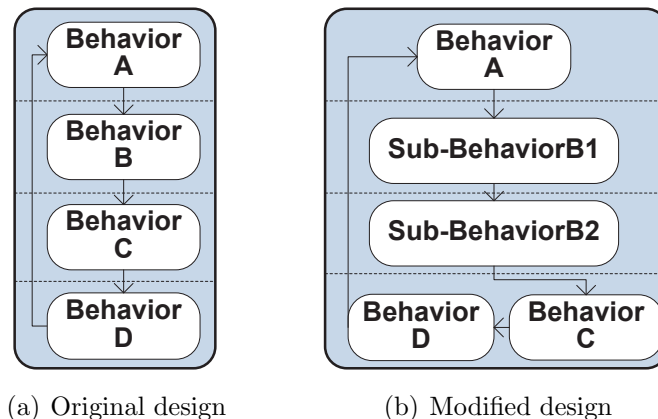 Behavior
A
Behavior
B
Behavior
C
Behavior
D
(a) Original design
Behavior
A
Sub-BehaviorB1
Sub-BehaviorB2
Behavior
D
Behavior
C
(b) Modified design